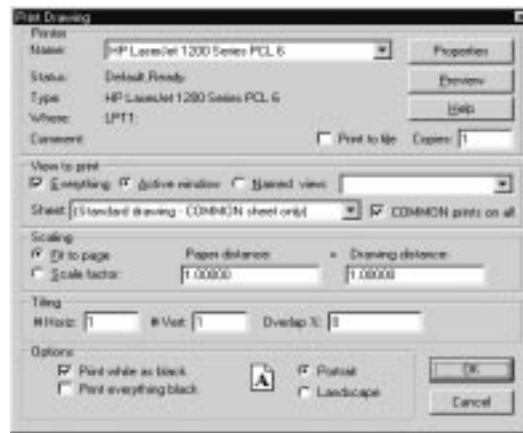 Print Drawing
Printer
Name: HP LaserJet 1200 Series PCL 6 Properties
Status: Default; Ready Preview
Type: HP LaserJet 1200 Series PCL 6
Where: LPT1: Help
Comment: Print to file Copies: 1
View to print
Everything Active window Named view:
Sheet: (Standard drawing - COMMON sheet only) COMMON prints on all
Scaling
Fit to page Paper distance: = Drawing distance:
Scale factor: 1.00000 1.00000
Tiling
# Horiz: 1 # Vert: 1 Overlap %: 0
Options
Print white as black A Portrait OK
Print everything black Landscape Cancel